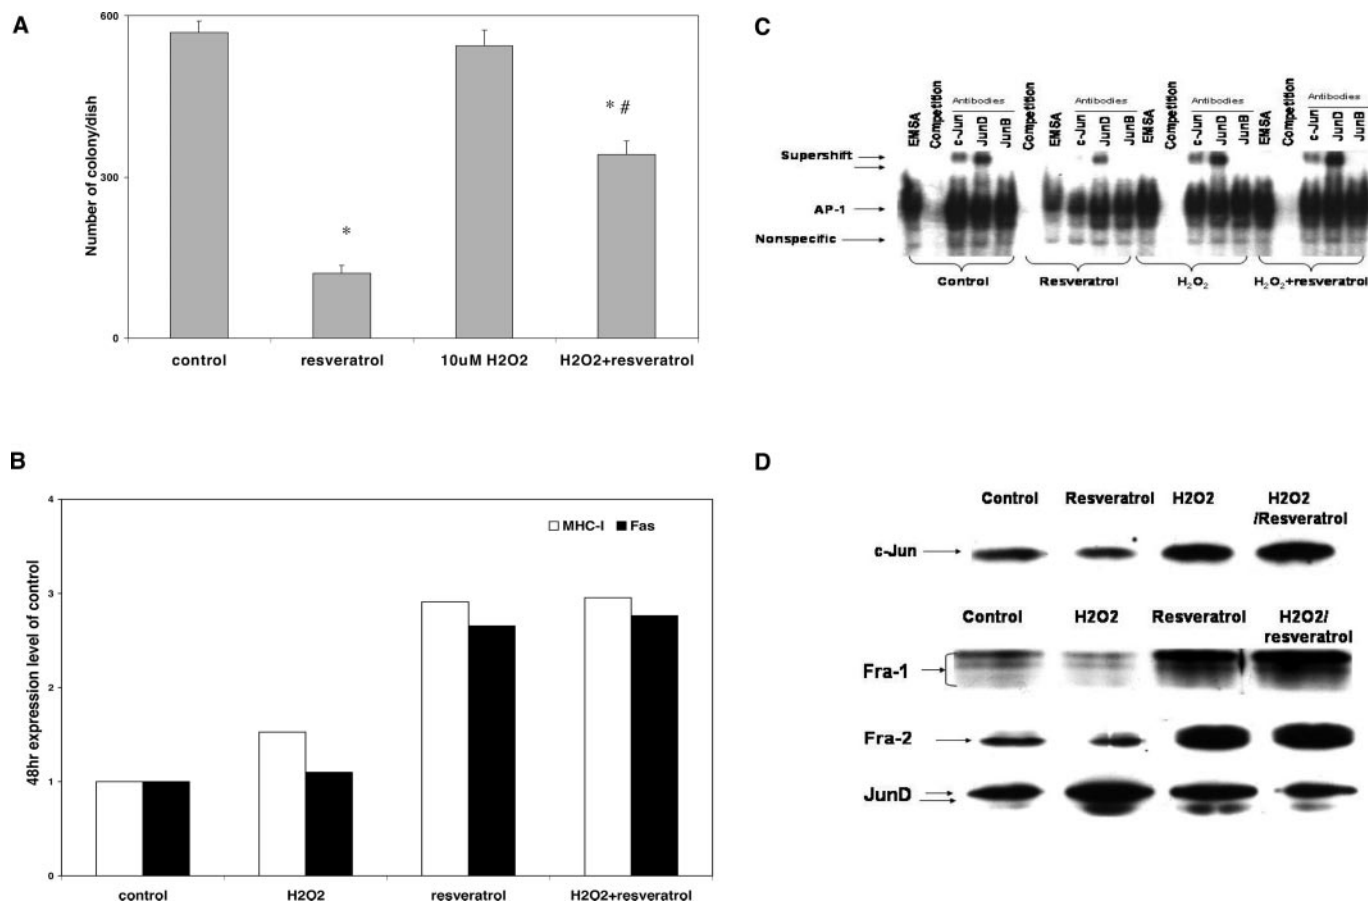 A
Number of colony/dish
600
300
0
*
* #
control
resveratrol
10uM H2O2
H2O2+resveratrol
B
48hr expression level of control
4
3
2
1
0
MHC-I
Fas
control
H2O2
resveratrol
H2O2+resveratrol
C
EMSA
Competition
Antibodies
c-Jun
JunD
JunB
Competition
EMSA
Antibodies
c-Jun
JunD
JunB
EMSA
Competition
Antibodies
c-Jun
JunD
JunB
EMSA
Competition
Antibodies
c-Jun
JunD
JunB
Supershift
AP-1
Nonspecific
Control
Resveratrol
H2O2
H2O2+resveratrol
D
Control
Resveratrol
H2O2
H2O2
/Resveratrol
c-Jun
Control
H2O2
Resveratrol
H2O2/
resveratrol
Fra-1
Fra-2
JunD